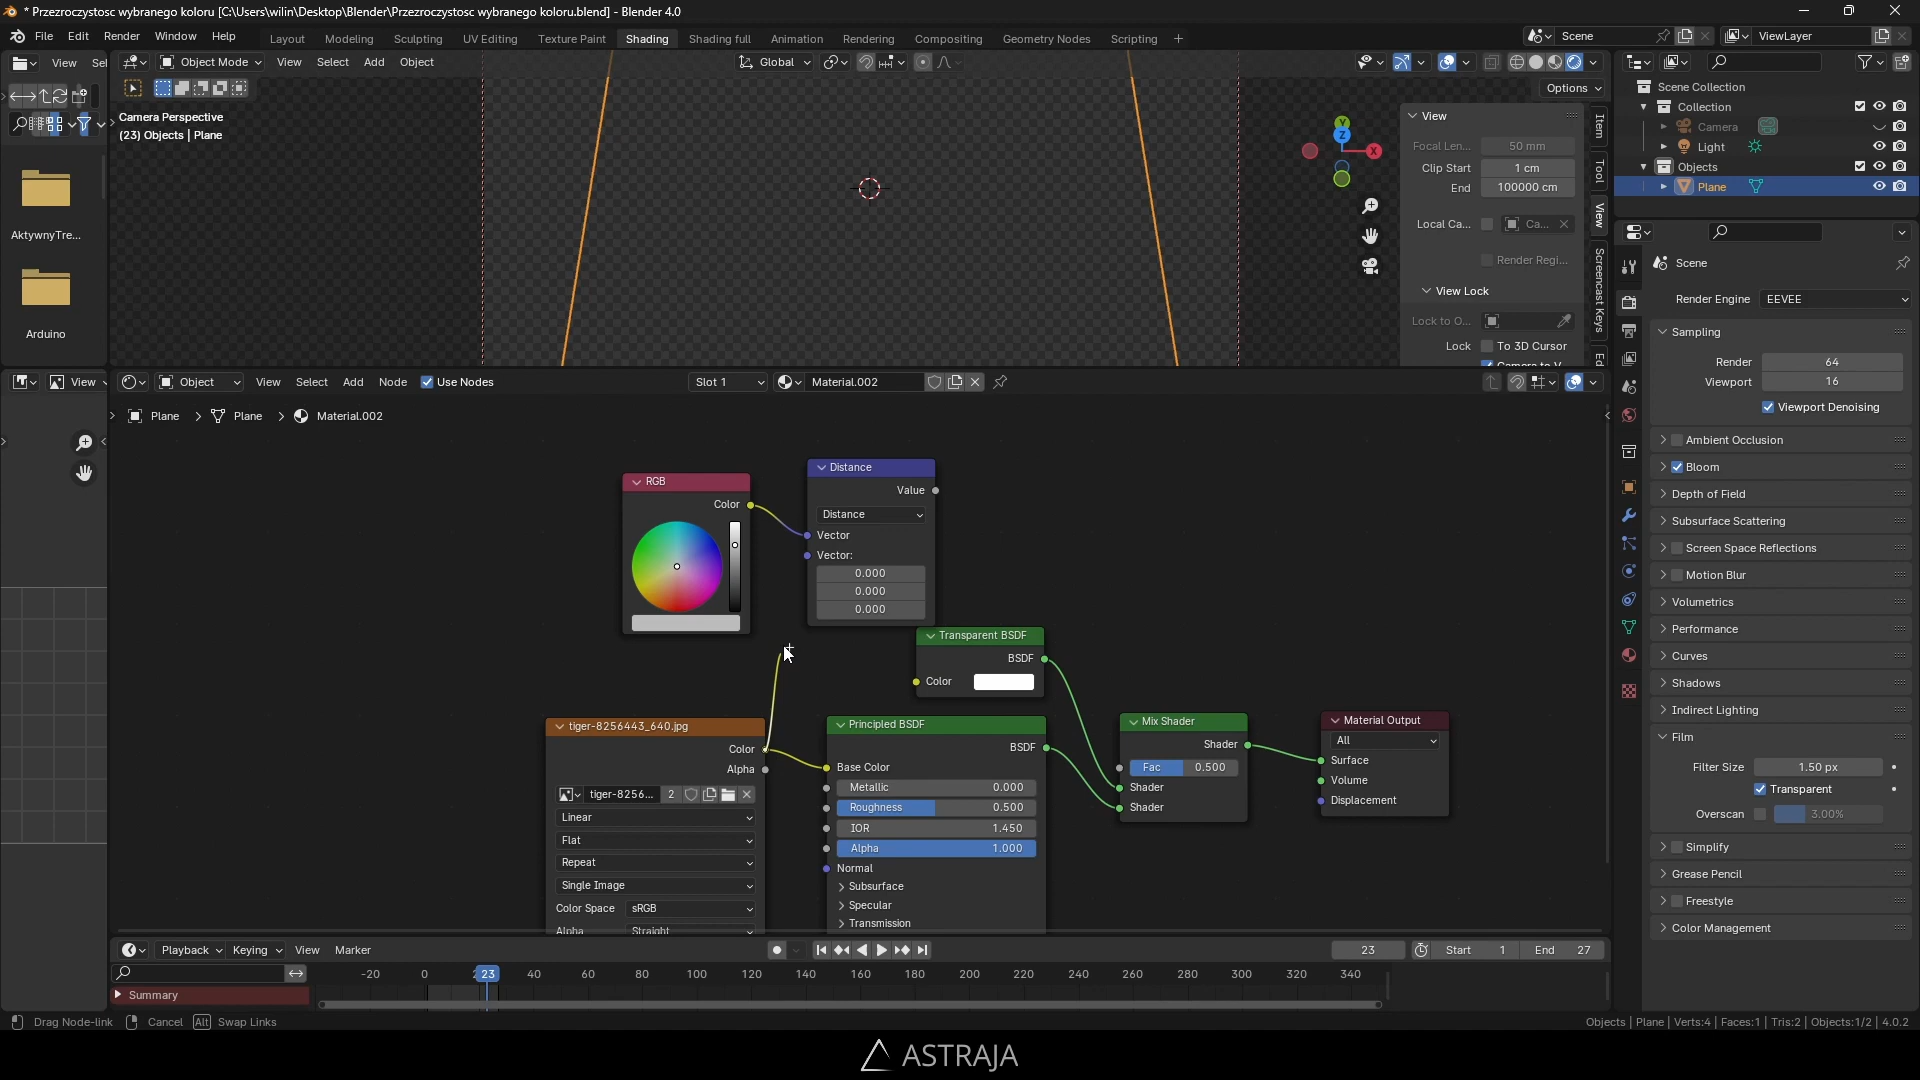 * Przezroczystosc wybranego koloru [C:\Users\wilin\Desktop\Blender\Przezroczystosc wybranego koloru.blend] - Blender 4.0
File Edit Render Window Help Layout Modeling Sculpting UV Editing Texture Paint Shading Shading full Animation Rendering Compositing Geometry Nodes Scripting + Scene ViewLayer
View Sel Object Mode View Select Add Object Global
Options
Camera Perspective
(23) Objects | Plane
AktywnyTre...
Arduino
Y
Z
X
View
Focal Len... 50 mm
Clip Start 1 cm
End 100000 cm
Local Ca... Ca...
Render Regi...
View Lock
Lock to O...
Lock To 3D Cursor
Item
Tool
View
Screencast Keys
Ed
Scene Collection
Collection
Camera
Light
Objects
Plane
Scene
Render Engine EEVEE
Sampling
Render 64
Viewport 16
Viewport Denoising
Ambient Occlusion
Bloom
Depth of Field
Subsurface Scattering
Screen Space Reflections
Motion Blur
Volumetrics
Performance
Curves
Shadows
Indirect Lighting
Film
Filter Size 1.50 px
Transparent
Overscan 3.00%
Simplify
Grease Pencil
Freestyle
Color Management
View Object View Select Add Node Use Nodes Slot 1 Material.002
Plane > Plane > Material.002
RGB
Color
Distance
Value
Distance
Vector
Vector:
0.000
0.000
0.000
Transparent BSDF
BSDF
Color
tiger-8256443_640.jpg
Color
Alpha
tiger-8256... 2
Linear
Flat
Repeat
Single Image
Color Space sRGB
Alpha Straight
Principled BSDF
BSDF
Base Color
Metallic 0.000
Roughness 0.500
IOR 1.450
Alpha 1.000
Normal
Subsurface
Specular
Transmission
Mix Shader
Shader
Fac 0.500
Shader
Shader
Material Output
All
Surface
Volume
Displacement
Playback Keying View Marker 23 Start 1 End 27
-20 0 23 40 60 80 100 120 140 160 180 200 220 240 260 280 300 320 340
Summary
Drag Node-link Cancel Alt Swap Links Objects | Plane | Verts:4 | Faces:1 | Tris:2 | Objects:1/2 | 4.0.2
ASTRAJA